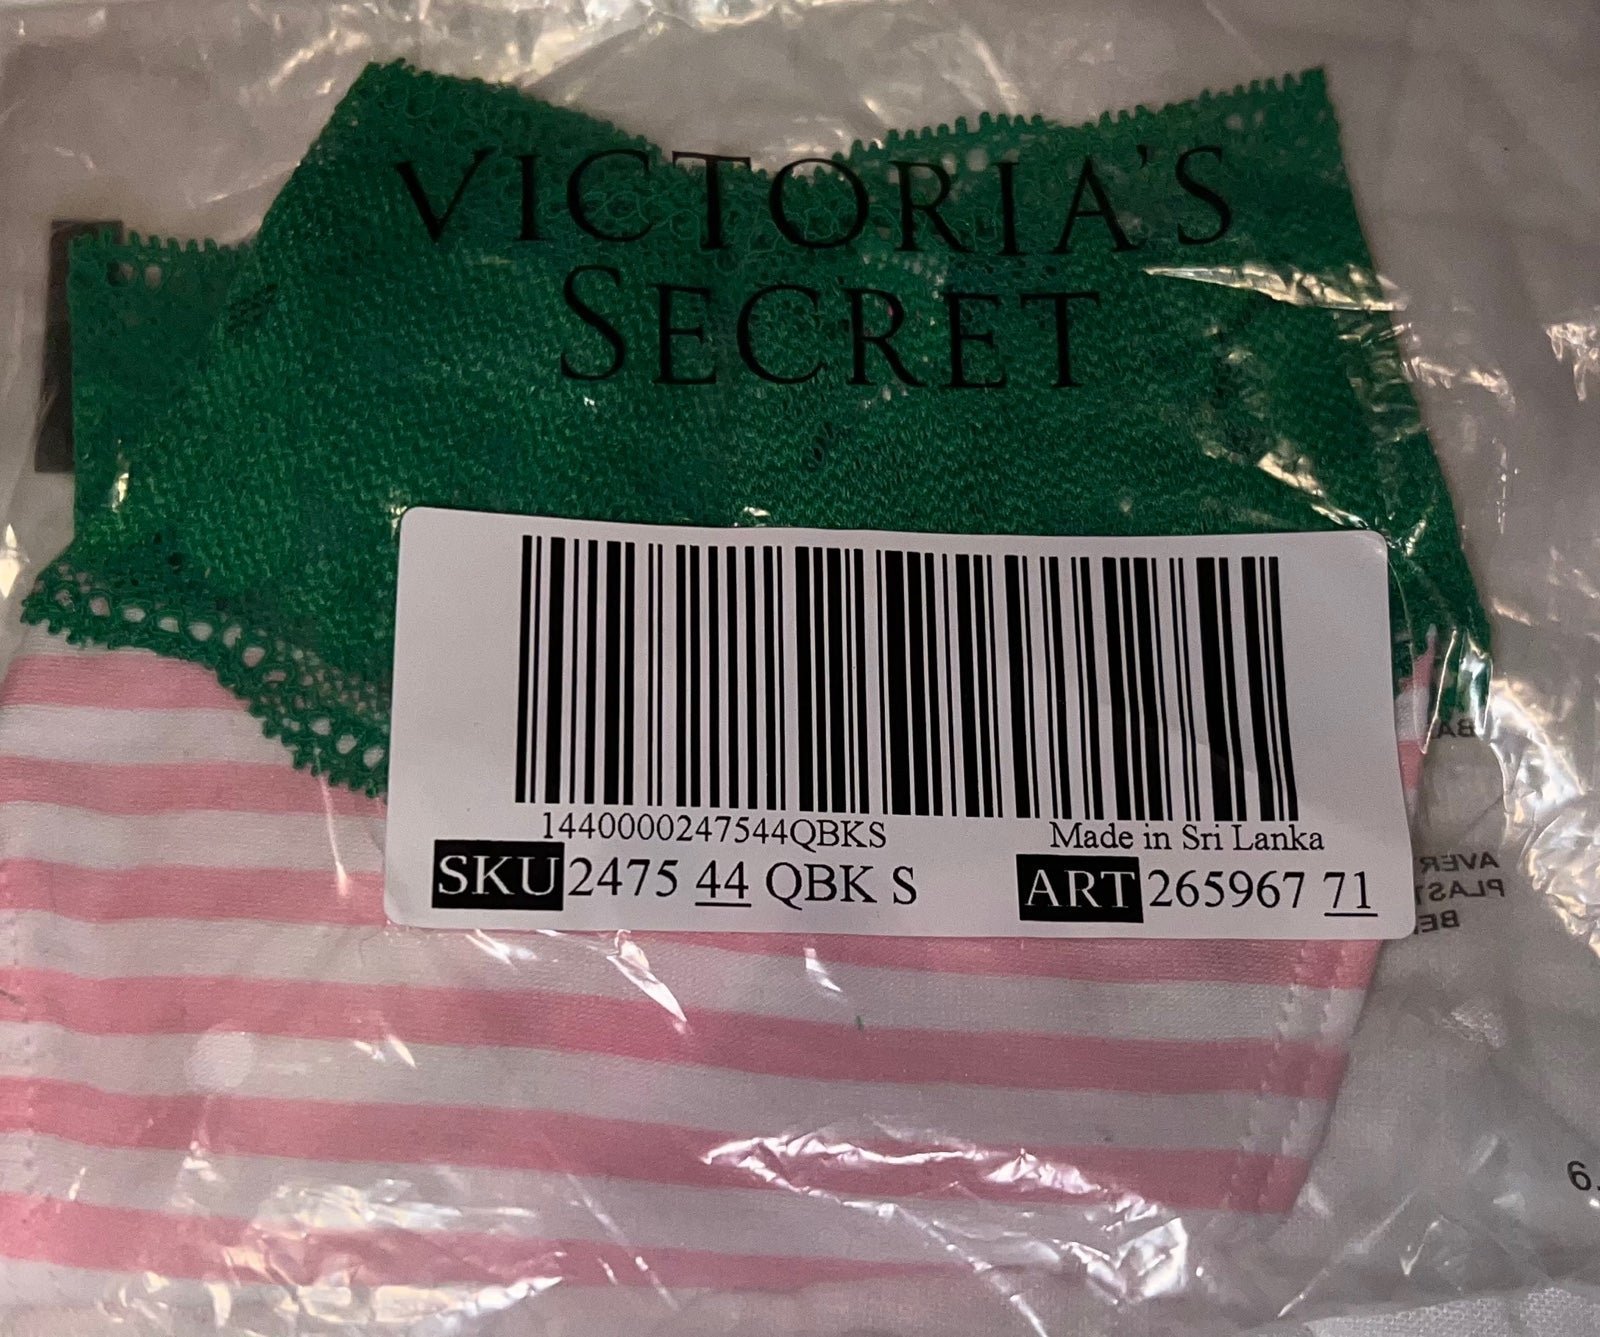 VICTORIA'S
SECRET
1440000247544QBKS
Made in Sri Lanka
SKU 2475 44 QBK S
ART 265967 71